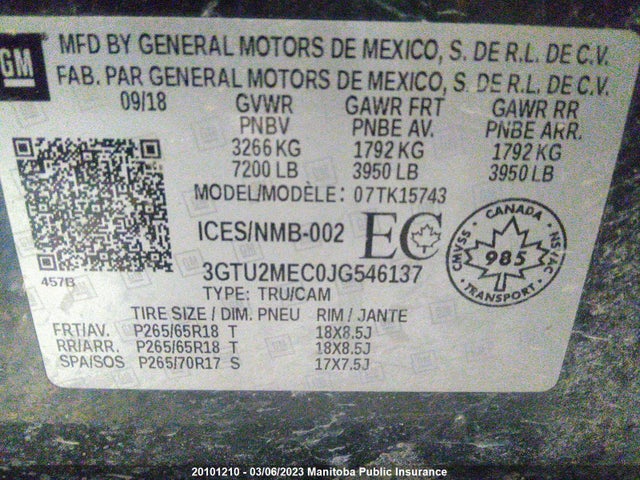 GM
MFD BY GENERAL MOTORS DE MEXICO, S. DE R.L. DE C.V.
FAB. PAR GENERAL MOTORS DE MEXICO, S. DE R.L. DE C.V.
09/18 GVWR GAWR FRT GAWR RR
PNBV PNBE AV. PNBE ARR.
3266 KG 1792 KG 1792 KG
7200 LB 3950 LB 3950 LB
MODEL/MODÈLE: 07TK15743
ICES/NMB-002 EC
CANADA
CMVSS 985 NSVAC
TRANSPORT
457B
3GTU2MEC0JG546137
TYPE: TRU/CAM
TIRE SIZE / DIM. PNEU RIM / JANTE
FRT/AV. P265/65R18 T 18X8.5J
RR/ARR. P265/65R18 T 18X8.5J
SPA/SOS P265/70R17 S 17X7.5J
20101210 - 03/06/2023 Manitoba Public Insurance